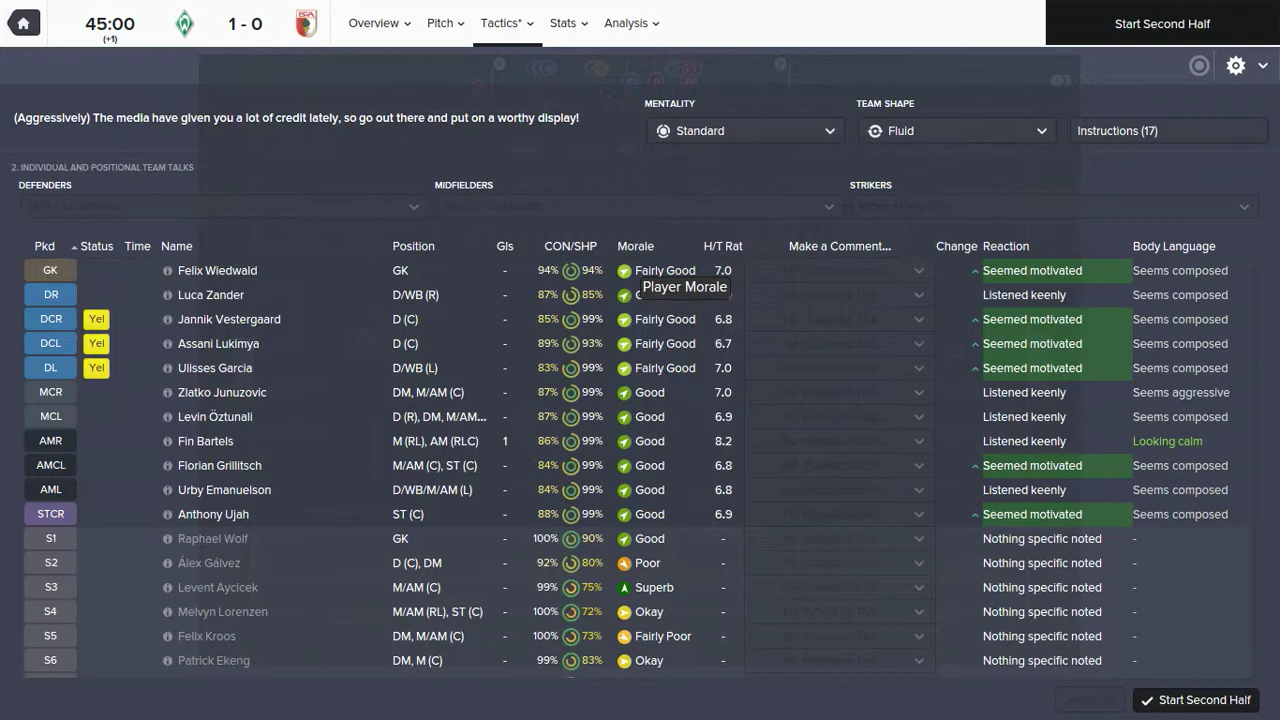 45:00
(+1)
1 - 0
Overview
Pitch
Tactics*
Stats
Analysis
Start Second Half
(Aggressively) The media have given you a lot of credit lately, so go out there and put on a worthy display!
MENTALITY
Standard
TEAM SHAPE
Fluid
Instructions (17)
2. INDIVIDUAL AND POSITIONAL TEAM TALKS
DEFENDERS
MIDFIELDERS
STRIKERS
Pkd Status Time Name Position Gls CON/SHP Morale H/T Rat Make a Comment... Change Reaction Body Language
GK Felix Wiedwald GK - 94% 94% Fairly Good 7.0 Seemed motivated Seems composed
Player Morale
DR Luca Zander D/WB (R) - 87% 85% Listened keenly Seems composed
DCR Yel Jannik Vestergaard D (C) - 85% 99% Fairly Good 6.8 Seemed motivated Seems composed
DCL Yel Assani Lukimya D (C) - 89% 93% Fairly Good 6.7 Seemed motivated Seems composed
DL Yel Ulisses Garcia D/WB (L) - 83% 99% Fairly Good 7.0 Seemed motivated Seems composed
MCR Zlatko Junuzovic DM, M/AM (C) - 87% 99% Good 7.0 Listened keenly Seems aggressive
MCL Levin Öztunali D (R), DM, M/AM... - 87% 99% Good 6.9 Listened keenly Seems composed
AMR Fin Bartels M (RL), AM (RLC) 1 86% 99% Good 8.2 Listened keenly Looking calm
AMCL Florian Grillitsch M/AM (C), ST (C) - 84% 99% Good 6.8 Seemed motivated Seems composed
AML Urby Emanuelson D/WB/M/AM (L) - 84% 99% Good 6.8 Listened keenly Seems composed
STCR Anthony Ujah ST (C) - 88% 99% Good 6.9 Seemed motivated Seems composed
S1 Raphael Wolf GK - 100% 90% Good - Nothing specific noted -
S2 Álex Gálvez D (C), DM - 92% 80% Poor - Nothing specific noted -
S3 Levent Aycicek M/AM (C) - 99% 75% Superb - Nothing specific noted -
S4 Melvyn Lorenzen M/AM (RL), ST (C) - 100% 72% Okay - Nothing specific noted -
S5 Felix Kroos DM, M/AM (C) - 100% 73% Fairly Poor - Nothing specific noted -
S6 Patrick Ekeng DM, M (C) - 99% 83% Okay - Nothing specific noted -
Start Second Half